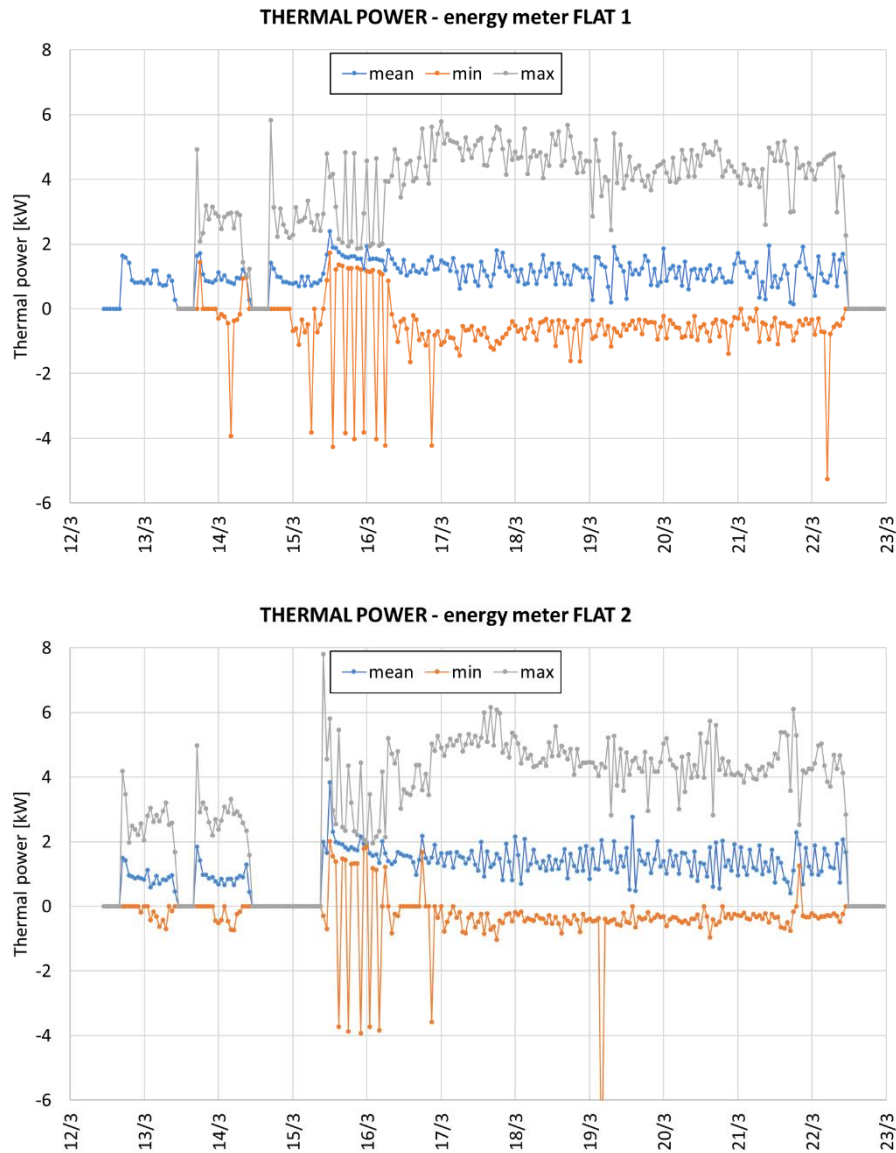 THERMAL POWER - energy meter FLAT 1
8
mean min max
6
4
2
0
-2
-4
-6
Thermal power [kW]
12/3 13/3 14/3 15/3 16/3 17/3 18/3 19/3 20/3 21/3 22/3 23/3
THERMAL POWER - energy meter FLAT 2
8
mean min max
6
4
2
0
-2
-4
-6
Thermal power [kW]
12/3 13/3 14/3 15/3 16/3 17/3 18/3 19/3 20/3 21/3 22/3 23/3